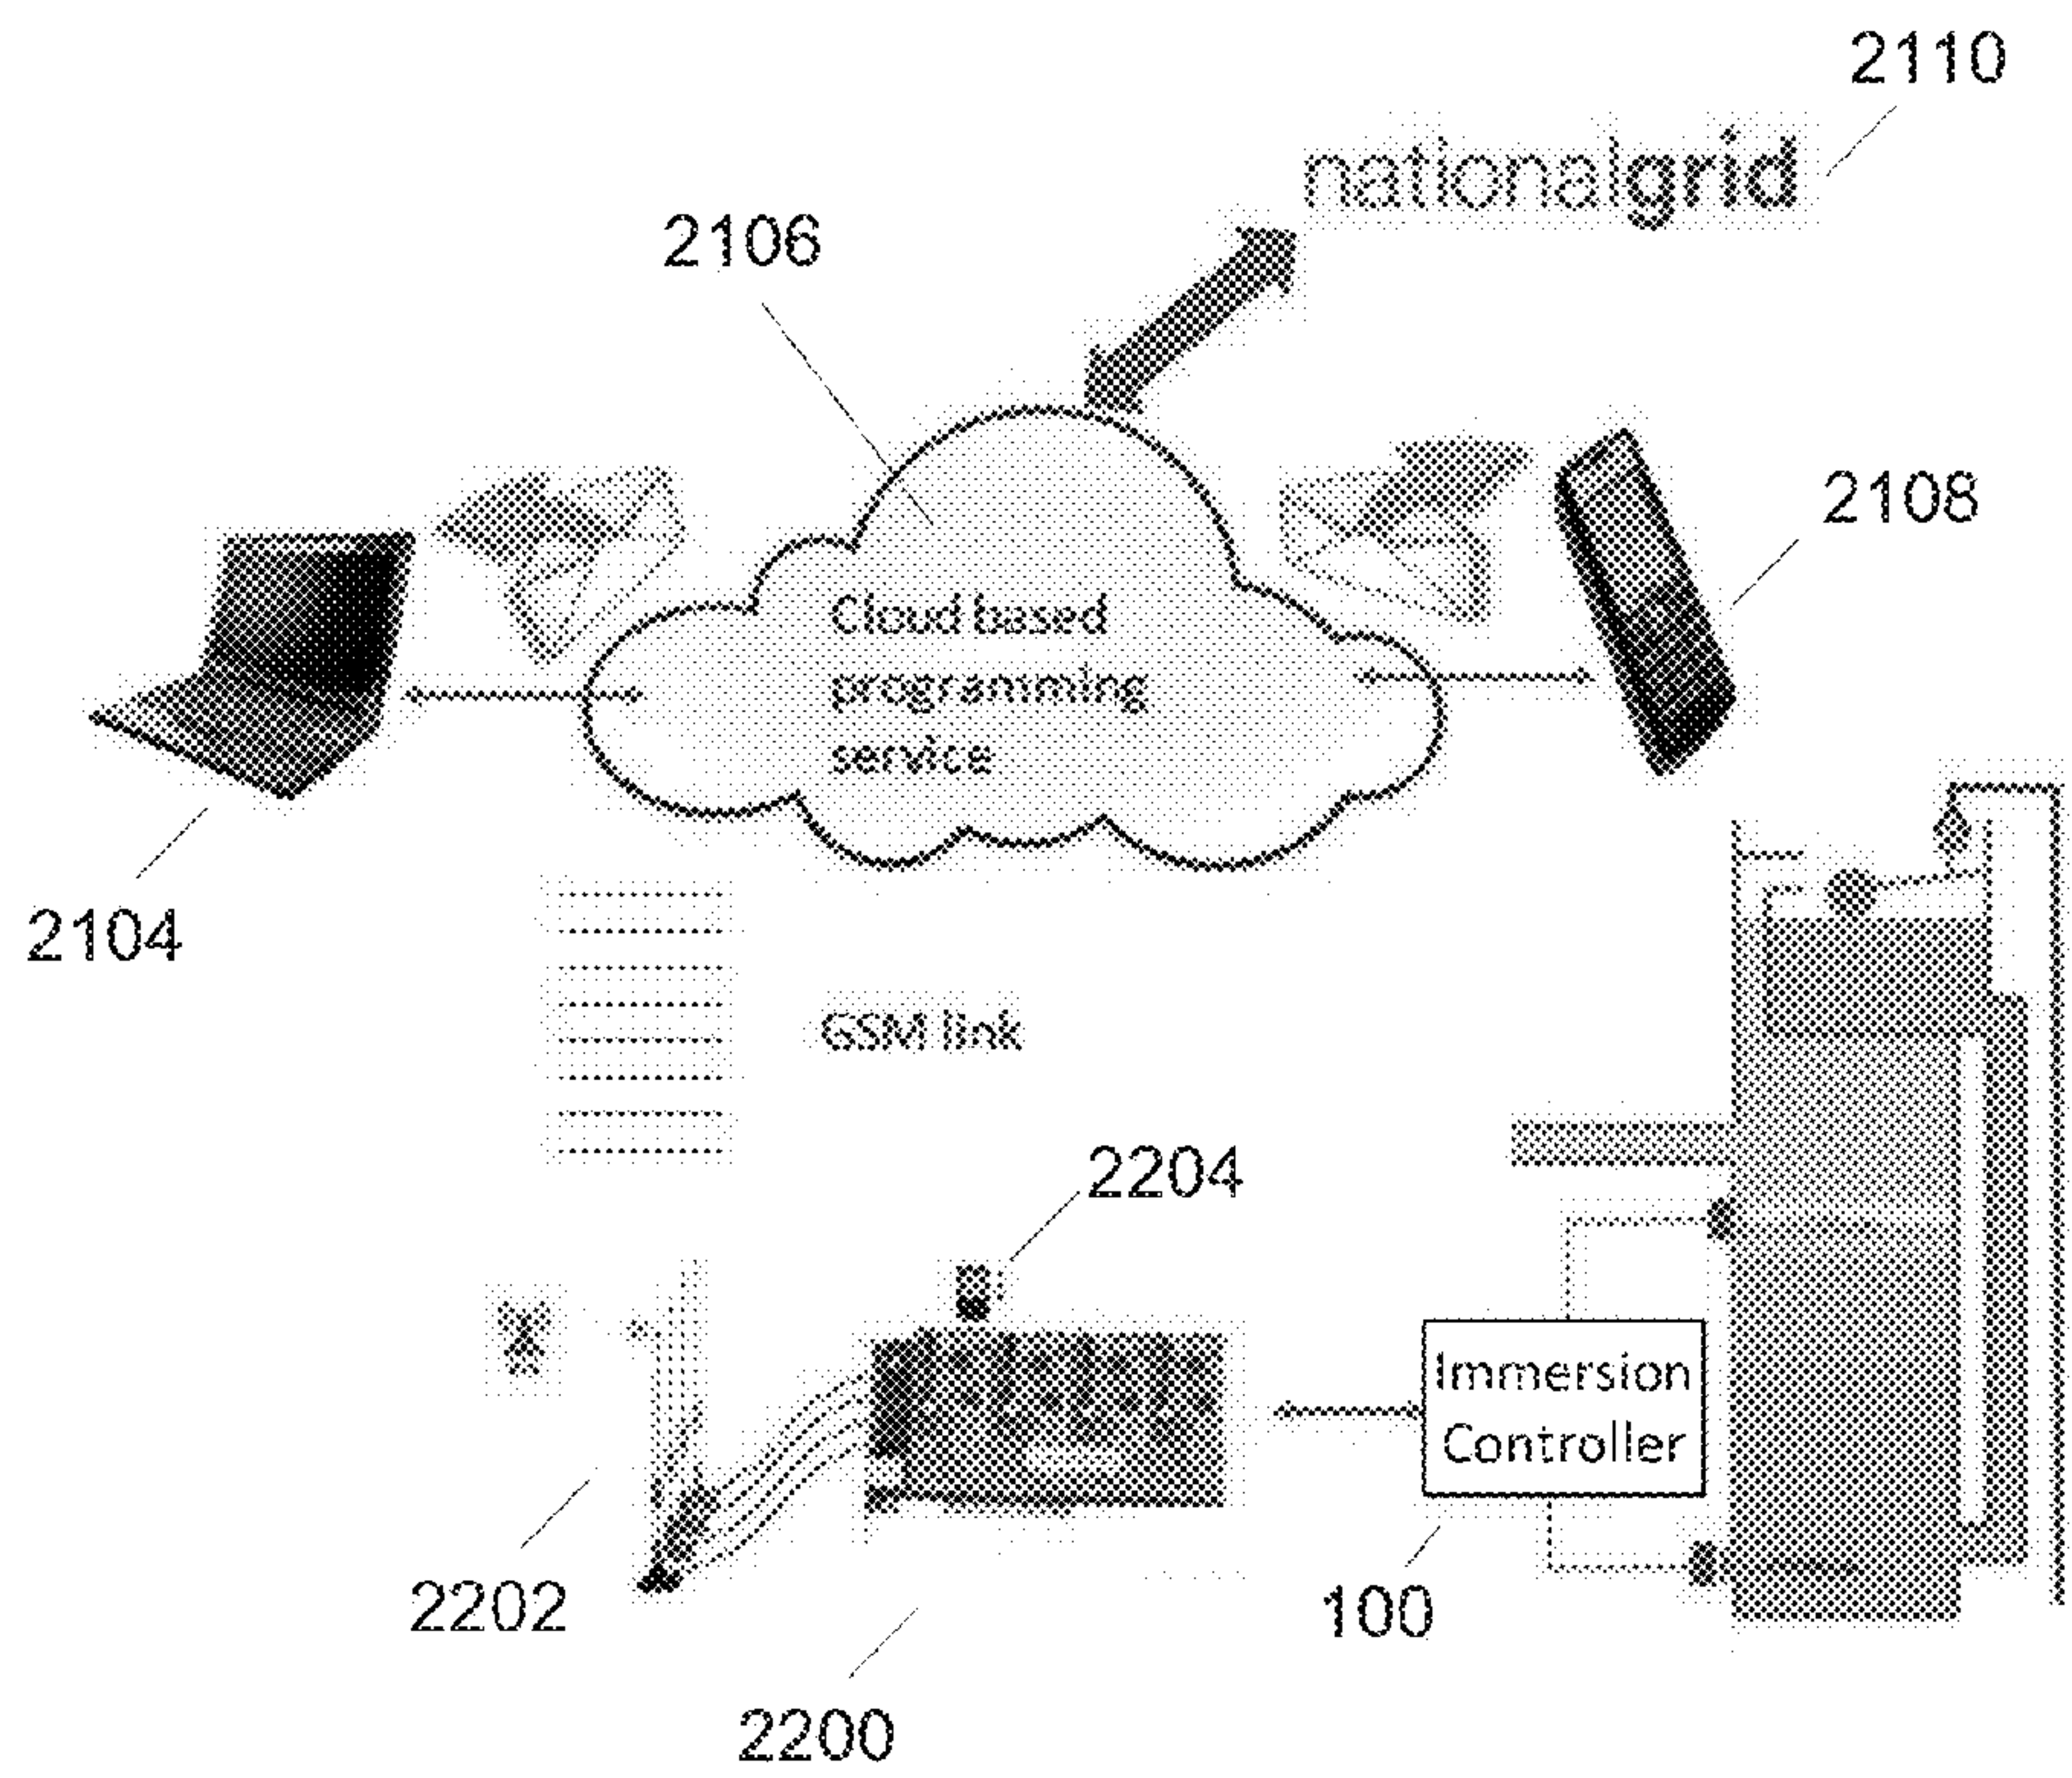 2110
nationalgrid
2106
2108
Cloud based
programming
service
2104
GSM link
2204
Immersion
Controller
2202
100
2200